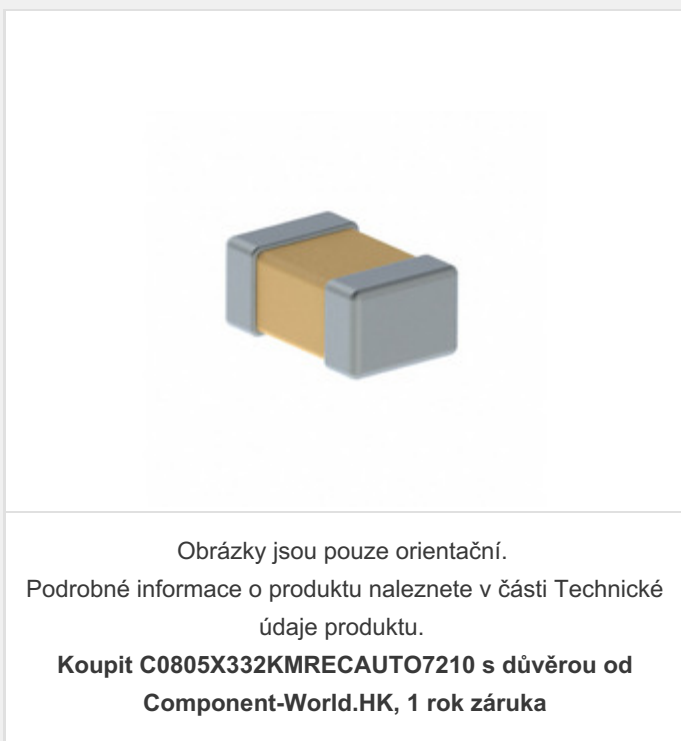 Obrázky jsou pouze orientační.
Podrobné informace o produktu naleznete v části Technické
údaje produktu.
Koupit C0805X332KMRECAUTO7210 s důvěrou od
Component-World.HK, 1 rok záruka